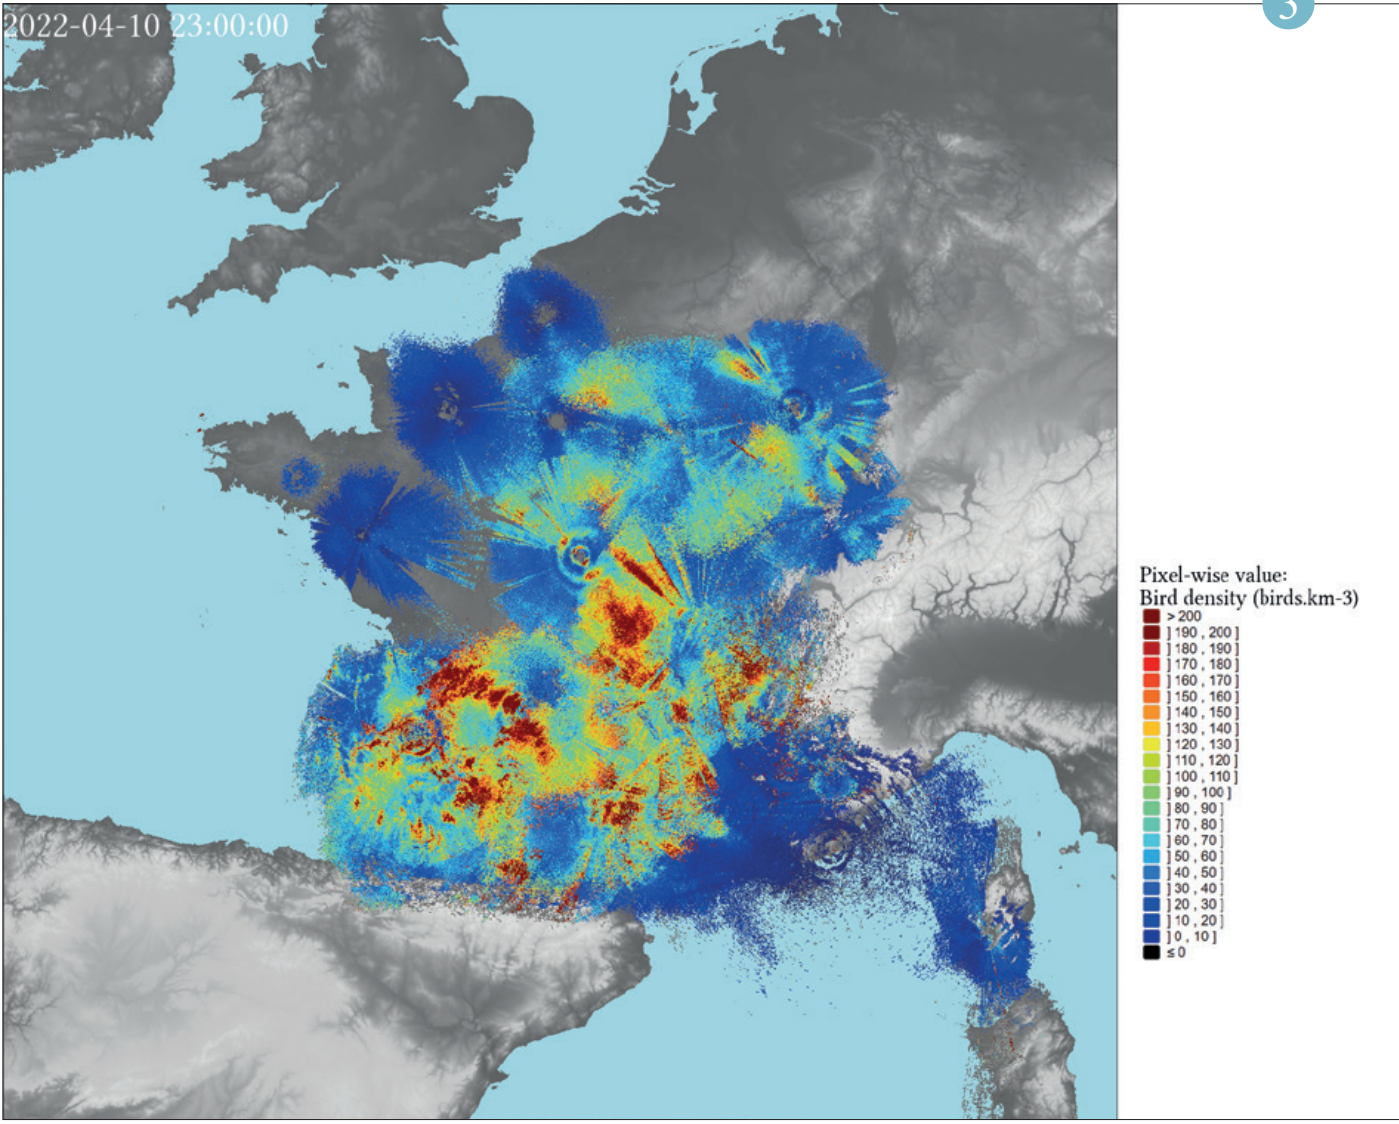 3
2022-04-10 23:00:00
Pixel-wise value:
Bird density (birds.km-3)
> 200
] 190 , 200 ]
] 180 , 190 ]
] 170 , 180 ]
] 160 , 170 ]
] 150 , 160 ]
] 140 , 150 ]
] 130 , 140 ]
] 120 , 130 ]
] 110 , 120 ]
] 100 , 110 ]
] 90 , 100 ]
] 80 , 90 ]
] 70 , 80 ]
] 60 , 70 ]
] 50 , 60 ]
] 40 , 50 ]
] 30 , 40 ]
] 20 , 30 ]
] 10 , 20 ]
] 0 , 10 ]
≤ 0